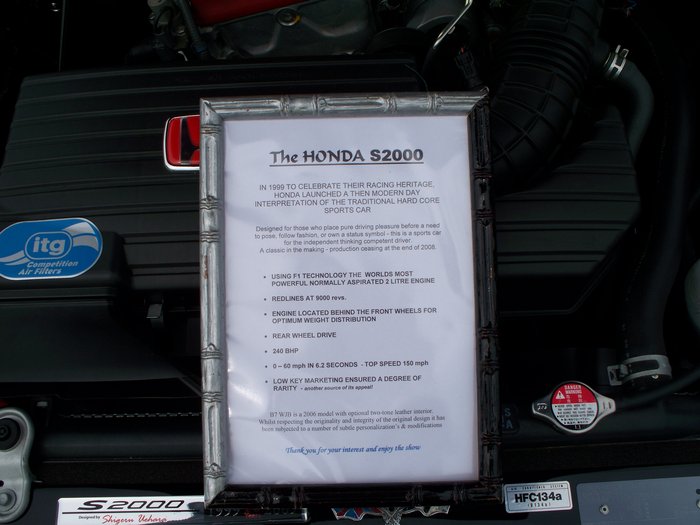 The HONDA S2000
IN 1999 TO CELEBRATE THEIR RACING HERITAGE,
HONDA LAUNCHED A THEN MODERN DAY
INTERPRETATION OF THE TRADITIONAL HARD CORE
SPORTS CAR
Designed for those who place pure driving pleasure before a need
to pose, follow fashion, or own a status symbol - this is a sports car
for the independent thinking competent driver.
A classic in the making - production ceasing at the end of 2008.
USING F1 TECHNOLOGY THE WORLDS MOST
POWERFUL NORMALLY ASPIRATED 2 LITRE ENGINE
REDLINES AT 9000 revs.
ENGINE LOCATED BEHIND THE FRONT WHEELS FOR
OPTIMUM WEIGHT DISTRIBUTION
REAR WHEEL DRIVE
240 BHP
0 – 60 mph IN 6.2 SECONDS - TOP SPEED 150 mph
LOW KEY MARKETING ENSURED A DEGREE OF
RARITY - another source of its appeal!
B7 WJB is a 2006 model with optional two-tone leather interior.
Whilst respecting the originality and integrity of the original design it has
been subjected to a number of subtle personalization's & modifications
Thank you for your interest and enjoy the show
itg
Competition
Air Filters
DANGER
S2000
Designed by Shigeru Uehara
AIR CONDITIONING SYSTEM
HFC134a
(R134a)